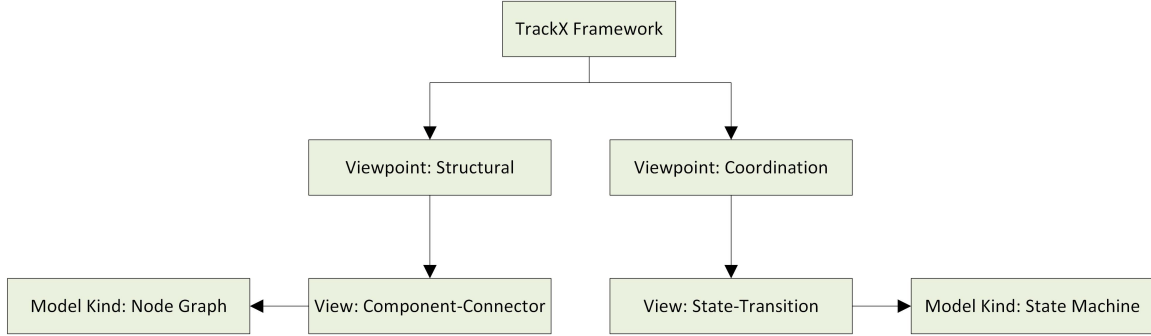 TrackX Framework
Viewpoint: Structural
Viewpoint: Coordination
Model Kind: Node Graph
View: Component-Connector
View: State-Transition
Model Kind: State Machine